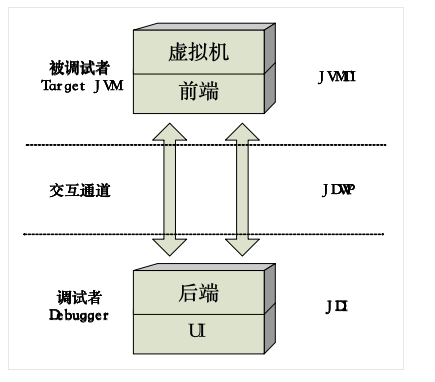 虚拟机
被调试者
Target JVM
前端
JVMTI
交互通道
JDWP
后端
调试者
Debugger
JDI
UI